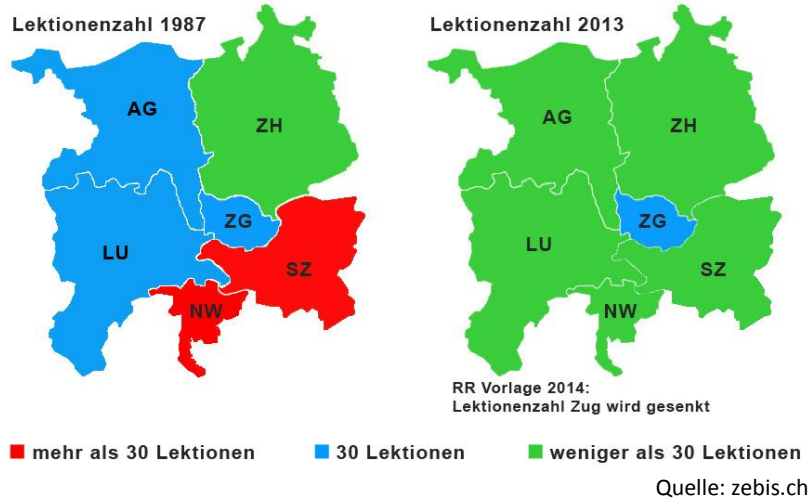 Lektionenzahl 1987
AG
ZH
ZG
LU
SZ
NW
Lektionenzahl 2013
AG
ZH
ZG
LU
SZ
NW
RR Vorlage 2014:
Lektionenzahl Zug wird gesenkt
mehr als 30 Lektionen
30 Lektionen
weniger als 30 Lektionen
Quelle: zebis.ch